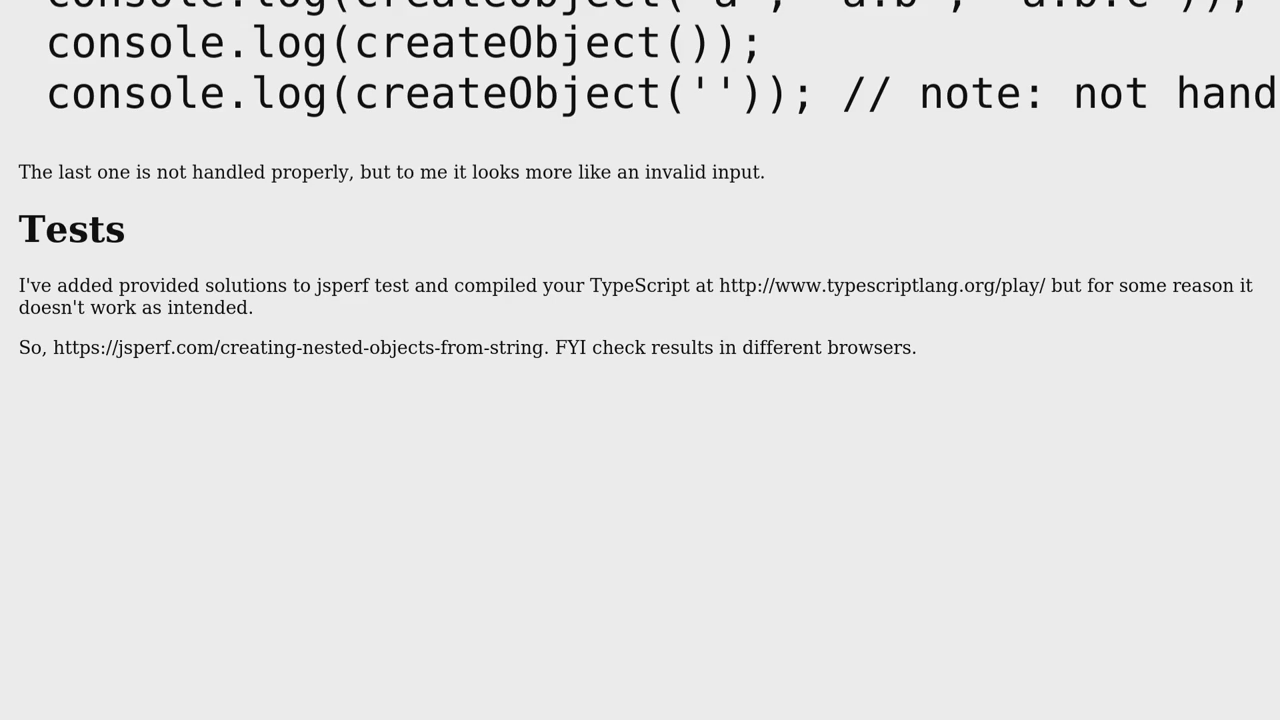 console.log(createObject('a', 'a.b', 'a.b.c'));
console.log(createObject());
console.log(createObject('')); // note: not hand
The last one is not handled properly, but to me it looks more like an invalid input.
Tests
I've added provided solutions to jsperf test and compiled your TypeScript at http://www.typescriptlang.org/play/ but for some reason it
doesn't work as intended.
So, https://jsperf.com/creating-nested-objects-from-string. FYI check results in different browsers.